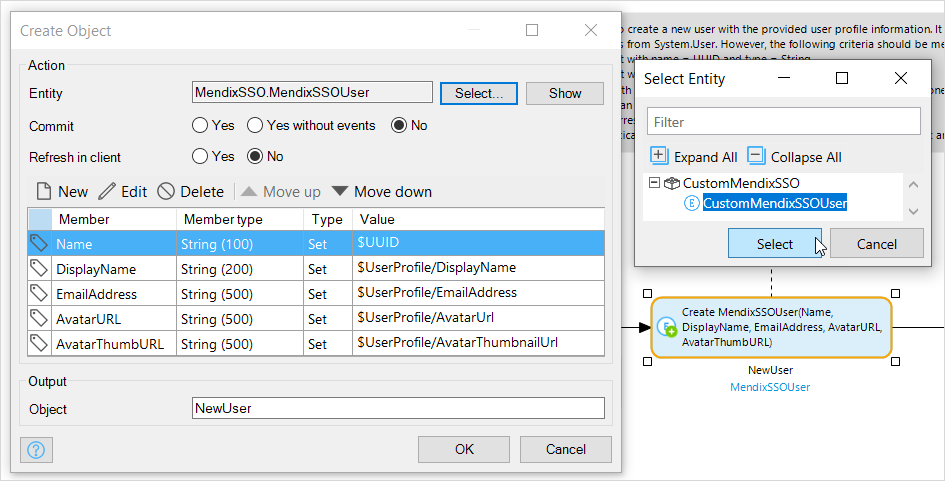 Create Object
Action
Entity
MendixSSO.MendixSSOUser
Select...
Show
Commit
Yes
Yes without events
No
Refresh in client
Yes
No
New
Edit
Delete
Move up
Move down
Member Member type Type Value
Name String (100) Set $UUID
DisplayName String (200) Set $UserProfile/DisplayName
EmailAddress String (500) Set $UserProfile/EmailAddress
AvatarURL String (500) Set $UserProfile/AvatarUrl
AvatarThumbURL String (500) Set $UserProfile/AvatarThumbnailUrl
Output
Object
NewUser
?
OK
Cancel
o create a new user with the provided user profile information. It
s from System.User. However, the following criteria should be me
t with name = UUID and type = String
Select Entity
Filter
Expand All
Collapse All
CustomMendixSSO
E CustomMendixSSOUser
Select
Cancel
E
Create MendixSSOUser(Name,
DisplayName, EmailAddress, AvatarURL,
AvatarThumbURL)
NewUser
MendixSSOUser